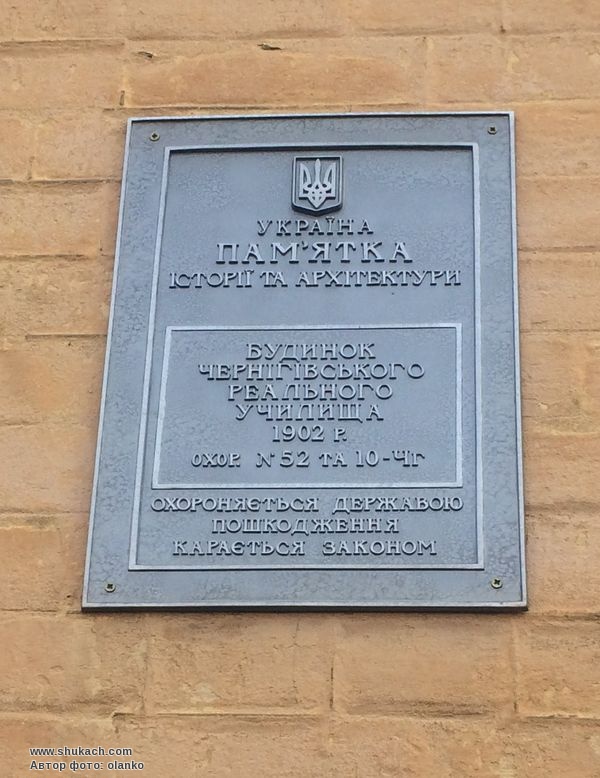 УКРАЇНА
ПАМ'ЯТКА
ІСТОРІЇ ТА АРХІТЕКТУРИ
БУДИНОК
ЧЕРНІГІВСЬКОГО
РЕАЛЬНОГО
УЧИЛИЩА
1902 Р.
ОХОР. № 52 ТА 10-ЧГ
ОХОРОНЯЄТЬСЯ ДЕРЖАВОЮ
ПОШКОДЖЕННЯ
КАРАЄТЬСЯ ЗАКОНОМ
www.shukach.com
Автор фото: olanko